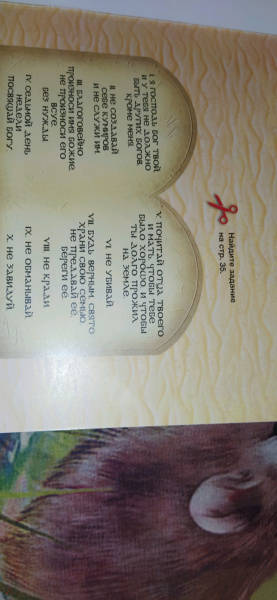 Найдите задание
на стр. 35.
I. Я ГОСПОДЬ БОГ ТВОЙ
И У ТЕБЯ НЕ ДОЛЖНО
БЫТЬ ДРУГИХ БОГОВ
КРОМЕ МЕНЯ.
II. НЕ СОЗДАВАЙ
СЕБЕ КУМИРОВ
И НЕ СЛУЖИ ИМ.
III. БЛАГОГОВЕЙНО
ПРОИЗНОСИ ИМЯ БОЖИЕ.
НЕ ПРОИЗНОСИ ЕГО
ВСУЕ,
БЕЗ НУЖДЫ
IV. СЕДЬМОЙ ДЕНЬ
НЕДЕЛИ
ПОСВЯЩАЙ БОГУ
V. ПОЧИТАЙ ОТЦА ТВОЕГО
И МАТЬ, ЧТОБЫ ТЕБЕ
БЫЛО ХОРОШО И ЧТОБЫ
ТЫ ДОЛГО ПРОЖИЛ
НА ЗЕМЛЕ.
VI. НЕ УБИВАЙ
VII. БУДЬ ВЕРНЫМ. СВЯТО
ХРАНИ СВОЮ СЕМЬЮ,
НЕ ПРЕДАВАЙ ЕЁ,
БЕРЕГИ ЕЁ.
VIII. НЕ КРАДИ
IX. НЕ ОБМАНЫВАЙ
X. НЕ ЗАВИДУЙ